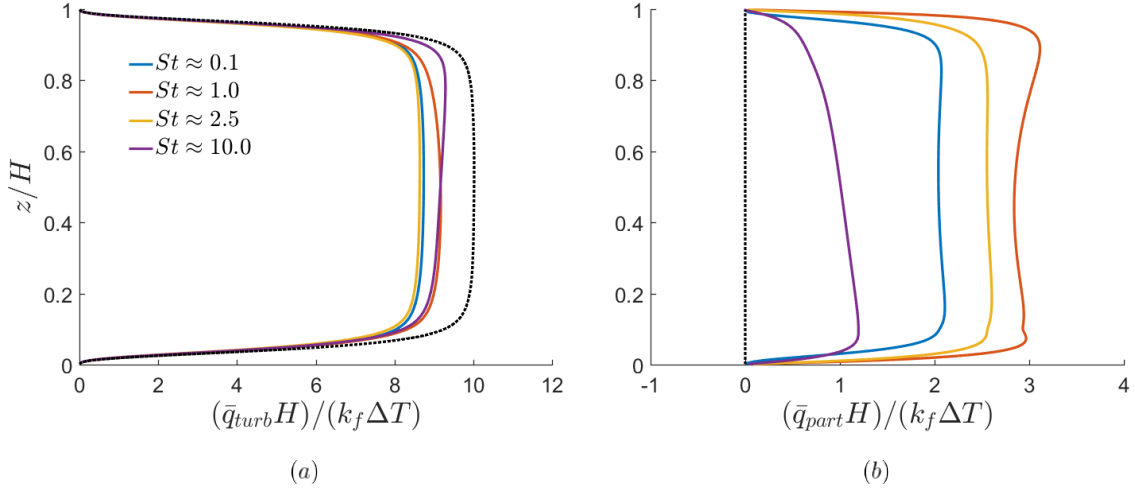 1
0.8
0.6
0.4
0.2
0
z/H
St ≈ 0.1
St ≈ 1.0
St ≈ 2.5
St ≈ 10.0
0 2 4 6 8 10 12
(q̄_turb H)/(k_f ΔT)
(a)
1
0.8
0.6
0.4
0.2
0
-1 0 1 2 3 4
(q̄_part H)/(k_f ΔT)
(b)